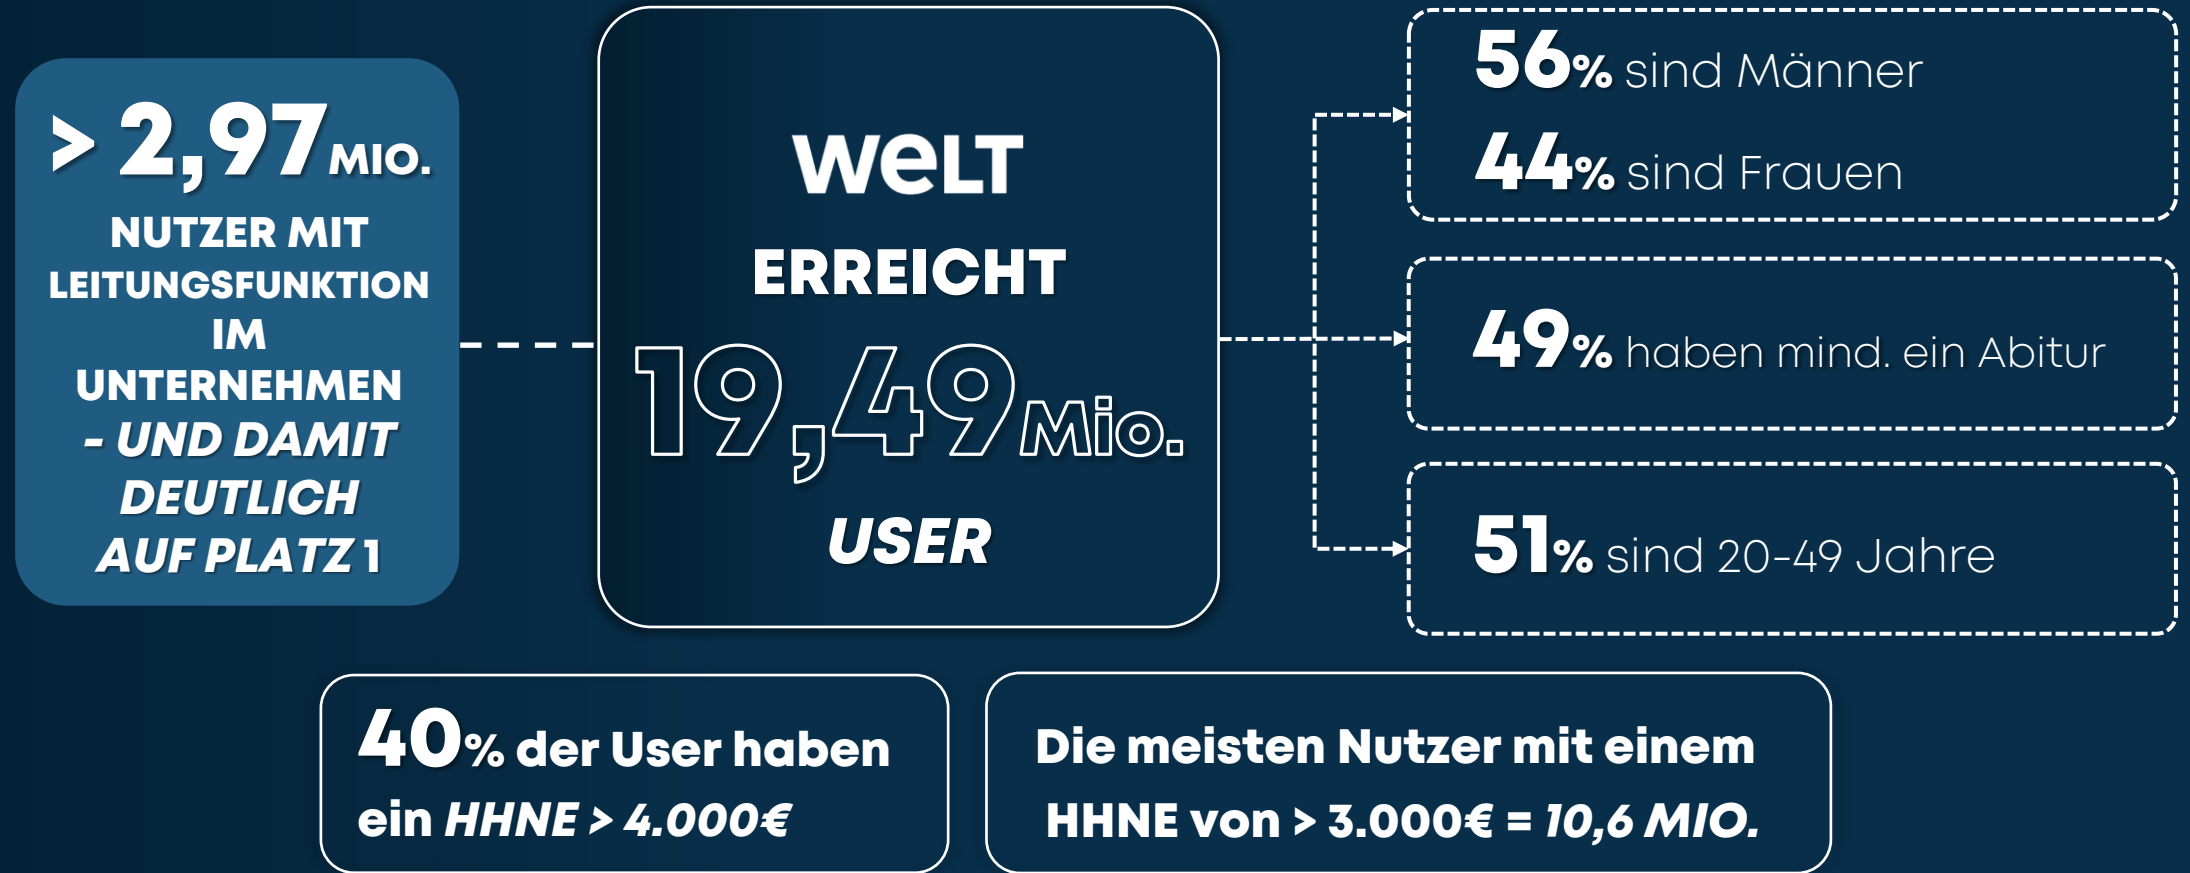 > 2,97 MIO.
NUTZER MIT
LEITUNGSFUNKTION
IM
UNTERNEHMEN
- UND DAMIT
DEUTLICH
AUF PLATZ 1
WELT
ERREICHT
19,49 Mio.
USER
56% sind Männer
44% sind Frauen
49% haben mind. ein Abitur
51% sind 20-49 Jahre
40% der User haben
ein HHNE > 4.000€
Die meisten Nutzer mit einem
HHNE von > 3.000€ = 10,6 MIO.